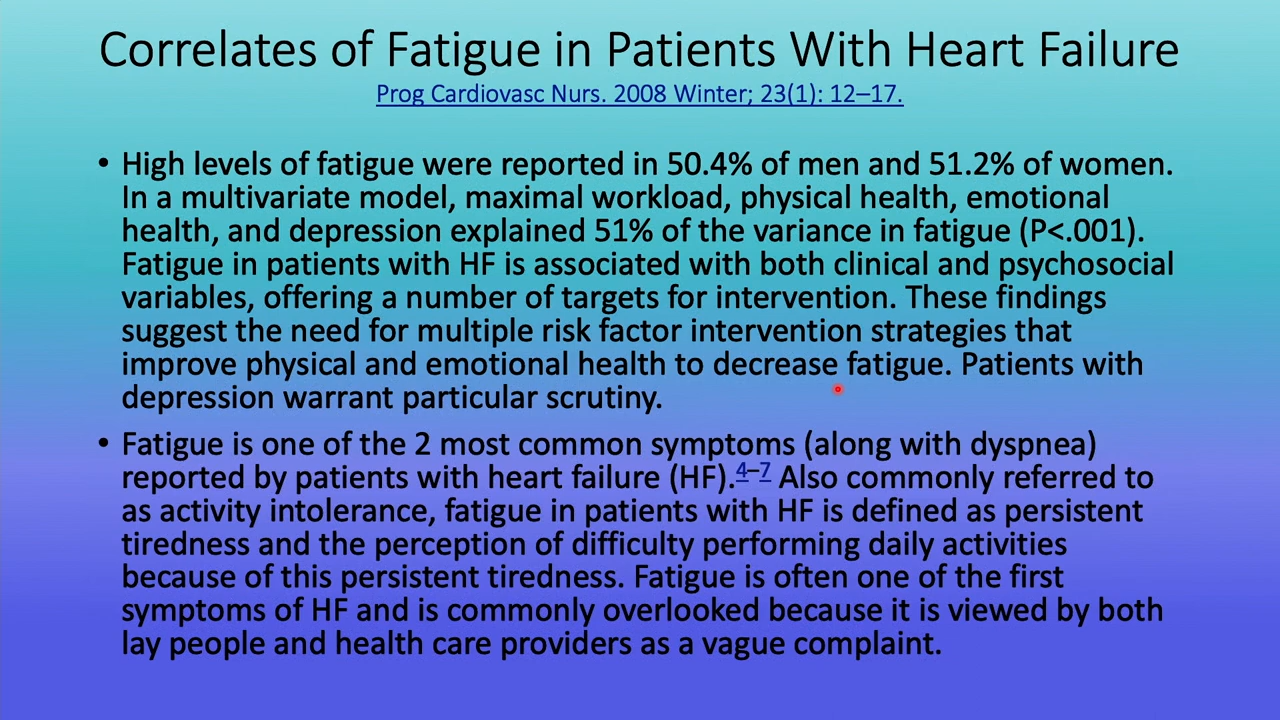 Correlates of Fatigue in Patients With Heart Failure
Prog Cardiovasc Nurs. 2008 Winter; 23(1): 12–17.
• High levels of fatigue were reported in 50.4% of men and 51.2% of women.
In a multivariate model, maximal workload, physical health, emotional
health, and depression explained 51% of the variance in fatigue (P<.001).
Fatigue in patients with HF is associated with both clinical and psychosocial
variables, offering a number of targets for intervention. These findings
suggest the need for multiple risk factor intervention strategies that
improve physical and emotional health to decrease fatigue. Patients with
depression warrant particular scrutiny.
• Fatigue is one of the 2 most common symptoms (along with dyspnea)
reported by patients with heart failure (HF).4–7 Also commonly referred to
as activity intolerance, fatigue in patients with HF is defined as persistent
tiredness and the perception of difficulty performing daily activities
because of this persistent tiredness. Fatigue is often one of the first
symptoms of HF and is commonly overlooked because it is viewed by both
lay people and health care providers as a vague complaint.